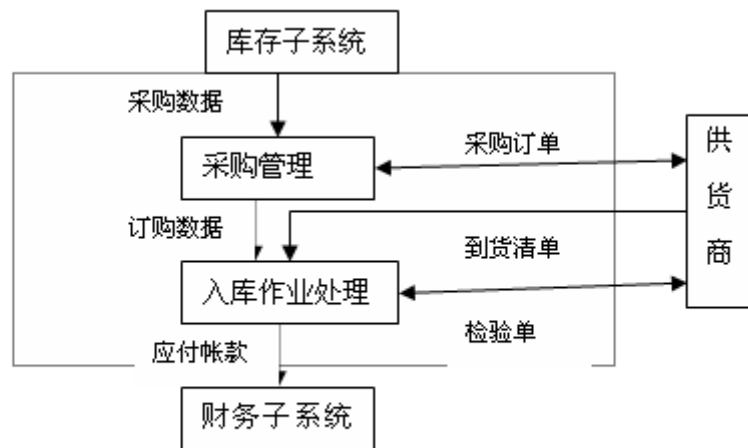 库存子系统
采购数据
采购管理
采购订单
供
货
商
订购数据
到货清单
入库作业处理
检验单
应付帐款
财务子系统